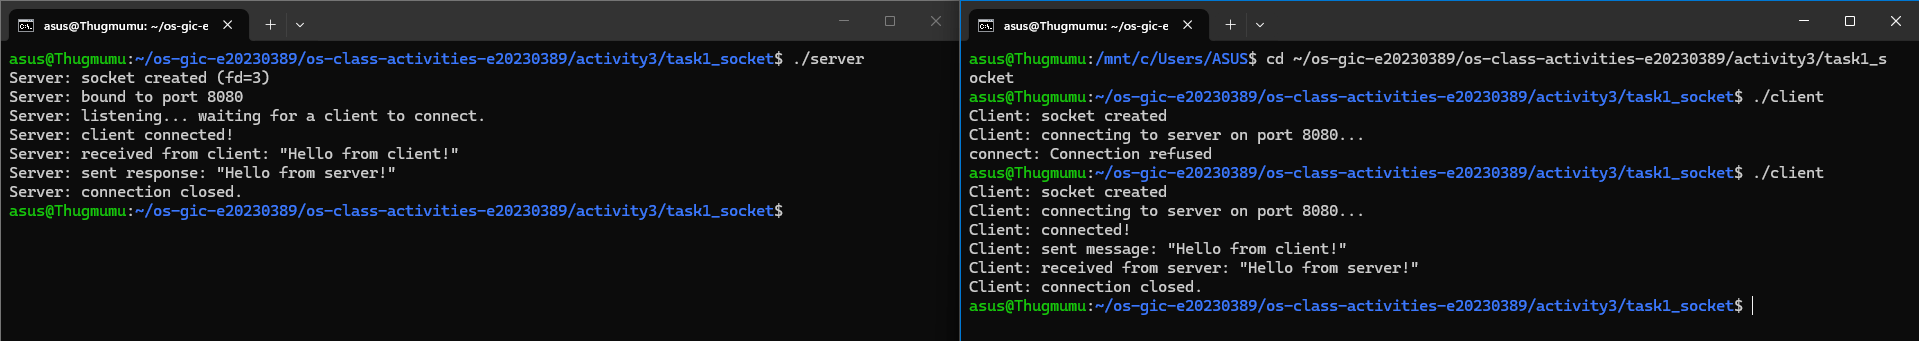 asus@Thugmumu: ~/os-gic-e
asus@Thugmumu:~/os-gic-e20230389/os-class-activities-e20230389/activity3/task1_socket$ ./server
Server: socket created (fd=3)
Server: bound to port 8080
Server: listening... waiting for a client to connect.
Server: client connected!
Server: received from client: "Hello from client!"
Server: sent response: "Hello from server!"
Server: connection closed.
asus@Thugmumu:~/os-gic-e20230389/os-class-activities-e20230389/activity3/task1_socket$
asus@Thugmumu: ~/os-gic-e
asus@Thugmumu:/mnt/c/Users/ASUS$ cd ~/os-gic-e20230389/os-class-activities-e20230389/activity3/task1_s
ocket
asus@Thugmumu:~/os-gic-e20230389/os-class-activities-e20230389/activity3/task1_socket$ ./client
Client: socket created
Client: connecting to server on port 8080...
connect: Connection refused
asus@Thugmumu:~/os-gic-e20230389/os-class-activities-e20230389/activity3/task1_socket$ ./client
Client: socket created
Client: connecting to server on port 8080...
Client: connected!
Client: sent message: "Hello from client!"
Client: received from server: "Hello from server!"
Client: connection closed.
asus@Thugmumu:~/os-gic-e20230389/os-class-activities-e20230389/activity3/task1_socket$